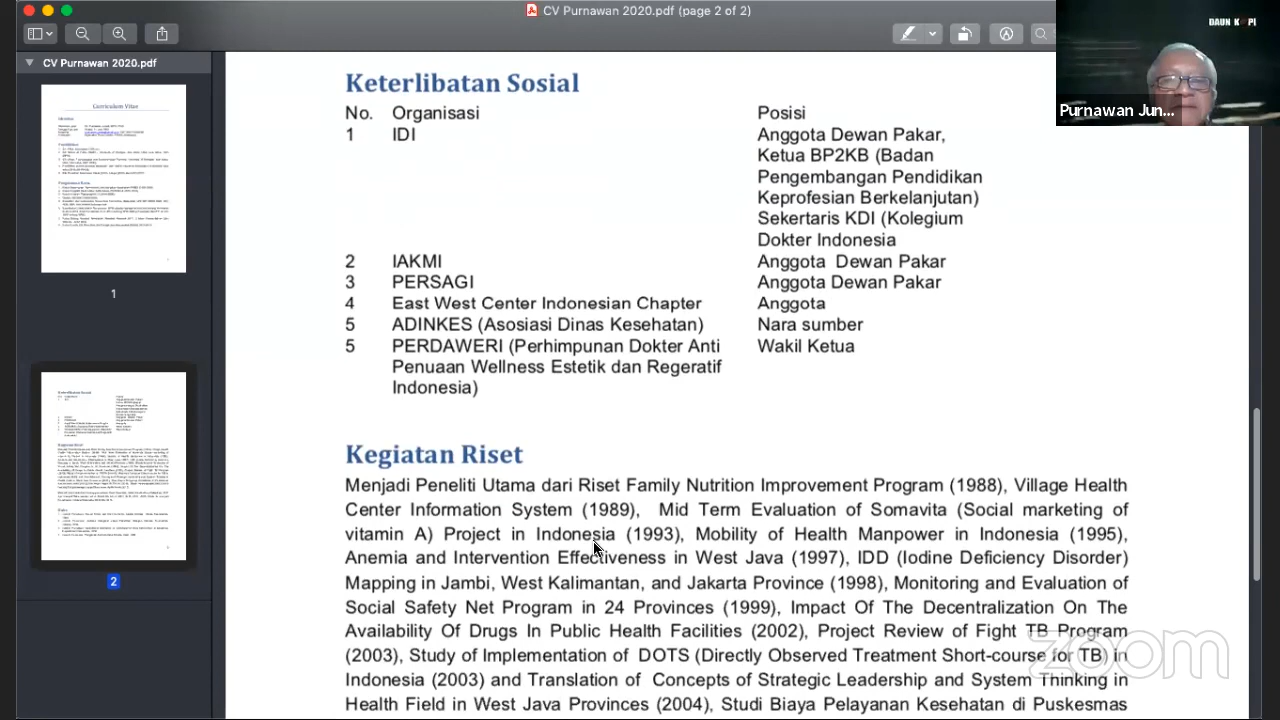 CV Purnawan 2020.pdf (page 2 of 2)
DAUN K PI
Purnawan Jun...
CV Purnawan 2020.pdf
Curriculum Vitae
1
2
Keterlibatan Sosial
No. Organisasi Posisi
1 IDI Anggota Dewan Pakar,
Ketua BP2KB (Badan
Pengembangan Pendidikan
Keprofesian Berkelanjutan)
Sekertaris KDI (Kolegium
Dokter Indonesia
2 IAKMI Anggota Dewan Pakar
3 PERSAGI Anggota Dewan Pakar
4 East West Center Indonesian Chapter Anggota
5 ADINKES (Asosiasi Dinas Kesehatan) Nara sumber
5 PERDAWERI (Perhimpunan Dokter Anti Wakil Ketua
Penuaan Wellness Estetik dan Regeratif
Indonesia)
Kegiatan Riset
Menjadi Peneliti Utama dari Riset Family Nutrition Improvement Program (1988), Village Health
Center Information System (1989), Mid Term Evaluation of Somavita (Social marketing of
vitamin A) Project in Indonesia (1993), Mobility of Health Manpower in Indonesia (1995),
Anemia and Intervention Effectiveness in West Java (1997), IDD (Iodine Deficiency Disorder)
Mapping in Jambi, West Kalimantan, and Jakarta Province (1998), Monitoring and Evaluation of
Social Safety Net Program in 24 Provinces (1999), Impact Of The Decentralization On The
Availability Of Drugs In Public Health Facilities (2002), Project Review of Fight TB Program
(2003), Study of Implementation of DOTS (Directly Observed Treatment Short-course for TB) in
Indonesia (2003) and Translation of Concepts of Strategic Leadership and System Thinking in
Health Field in West Java Provinces (2004), Studi Biaya Pelayanan Kesehatan di Puskesmas
zoom